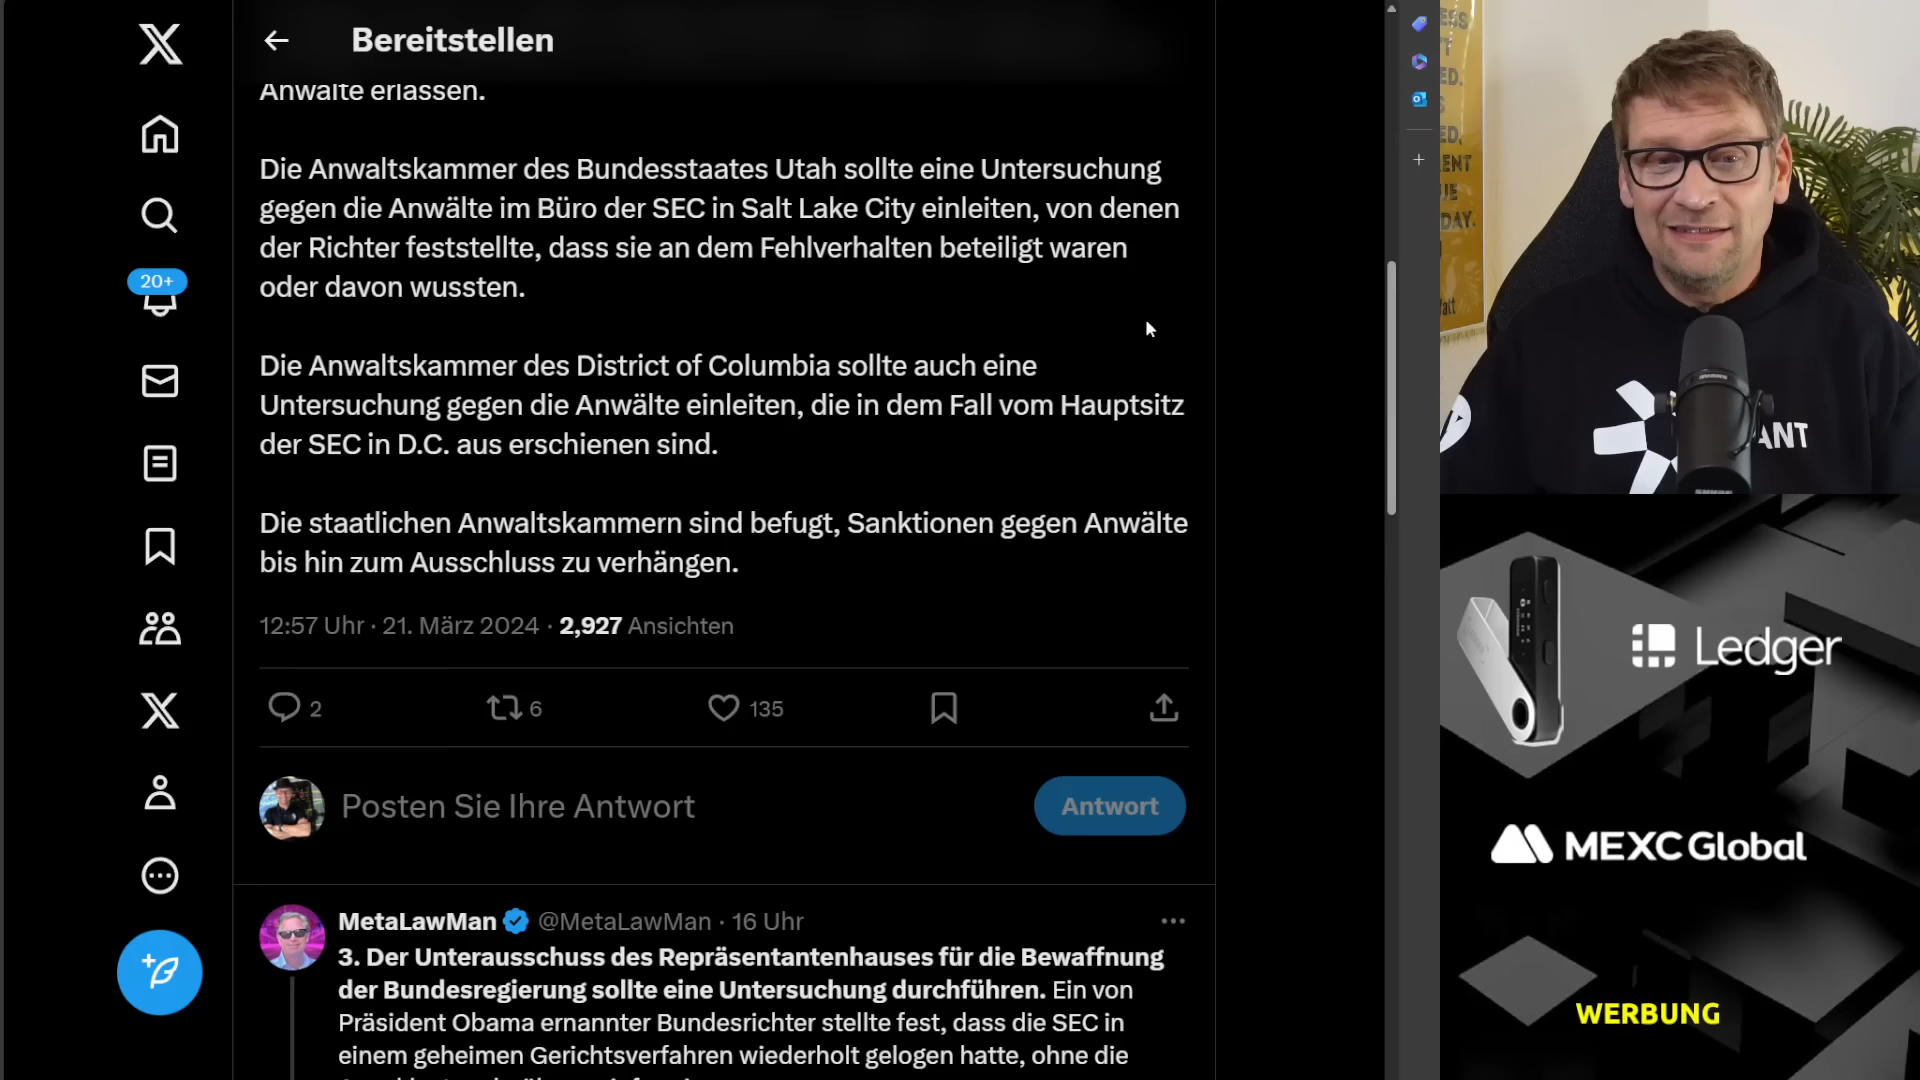 Bereitstellen
Anwälte erlassen.
Die Anwaltskammer des Bundesstaates Utah sollte eine Untersuchung
gegen die Anwälte im Büro der SEC in Salt Lake City einleiten, von denen
der Richter feststellte, dass sie an dem Fehlverhalten beteiligt waren
oder davon wussten.
Die Anwaltskammer des District of Columbia sollte auch eine
Untersuchung gegen die Anwälte einleiten, die in dem Fall vom Hauptsitz
der SEC in D.C. aus erschienen sind.
Die staatlichen Anwaltskammern sind befugt, Sanktionen gegen Anwälte
bis hin zum Ausschluss zu verhängen.
12:57 Uhr · 21. März 2024 · 2,927 Ansichten
2 6 135
Posten Sie Ihre Antwort
Antwort
MetaLawMan @MetaLawMan · 16 Uhr
3. Der Unterausschuss des Repräsentantenhauses für die Bewaffnung
der Bundesregierung sollte eine Untersuchung durchführen. Ein von
Präsident Obama ernannter Bundesrichter stellte fest, dass die SEC in
einem geheimen Gerichtsverfahren wiederholt gelogen hatte, ohne die
20+
ANT
Ledger
MEXC Global
WERBUNG